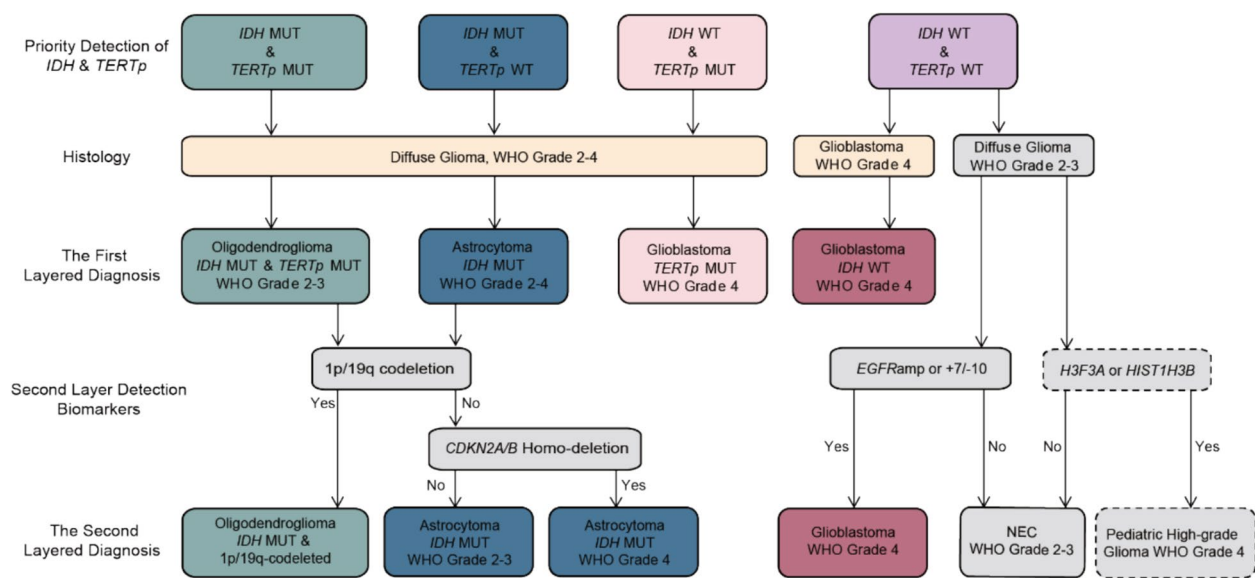 Priority Detection of
IDH & TERTp
IDH MUT
&
TERTp MUT
IDH MUT
&
TERTp WT
IDH WT
&
TERTp MUT
IDH WT
&
TERTp WT
Histology
Diffuse Glioma, WHO Grade 2-4
Glioblastoma
WHO Grade 4
Diffuse Glioma
WHO Grade 2-3
The First
Layered Diagnosis
Oligodendroglioma
IDH MUT & TERTp MUT
WHO Grade 2-3
Astrocytoma
IDH MUT
WHO Grade 2-4
Glioblastoma
TERTp MUT
WHO Grade 4
Glioblastoma
IDH WT
WHO Grade 4
Second Layer Detection
Biomarkers
1p/19q codeletion
EGFRamp or +7/-10
H3F3A or HIST1H3B
Yes
No
CDKN2A/B Homo-deletion
Yes
No
No
Yes
No
Yes
The Second
Layered Diagnosis
Oligodendroglioma
IDH MUT &
1p/19q-codeleted
Astrocytoma
IDH MUT
WHO Grade 2-3
Astrocytoma
IDH MUT
WHO Grade 4
Glioblastoma
WHO Grade 4
NEC
WHO Grade 2-3
Pediatric High-grade
Glioma WHO Grade 4